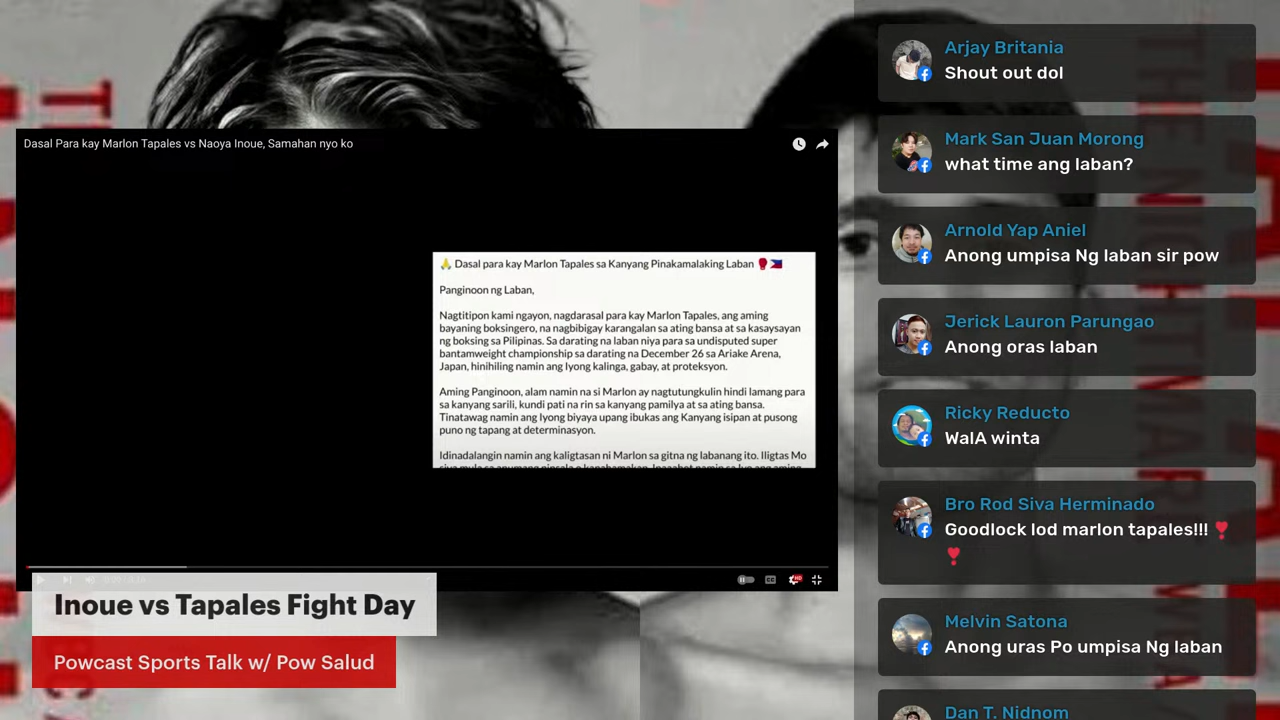 Dasal Para kay Marlon Tapales vs Naoya Inoue, Samahan nyo ko
🙏 Dasal para kay Marlon Tapales sa Kanyang Pinakamalaking Laban 🥊🇵🇭
Panginoon ng Laban,
Nagtitipon kami ngayon, nagdarasal para kay Marlon Tapales, ang aming
bayaning boksingero, na nagbibigay karangalan sa ating bansa at sa kasaysayan
ng boksing sa Pilipinas. Sa darating na laban niya para sa undisputed super
bantamweight championship sa darating na December 26 sa Ariake Arena,
Japan, hinihiling namin ang Iyong kalinga, gabay, at proteksyon.
Aming Panginoon, alam namin na si Marlon ay nagtutungkulin hindi lamang para
sa kanyang sarili, kundi pati na rin sa kanyang pamilya at sa ating bansa.
Tinatawag namin ang Iyong biyaya upang ibukas ang Kanyang isipan at pusong
puno ng tapang at determinasyon.
Idinadalangin namin ang kaligtasan ni Marlon sa gitna ng labanang ito. Iligtas Mo
Inoue vs Tapales Fight Day
Powcast Sports Talk w/ Pow Salud
Arjay Britania
Shout out dol
Mark San Juan Morong
what time ang laban?
Arnold Yap Aniel
Anong umpisa Ng laban sir pow
Jerick Lauron Parungao
Anong oras laban
Ricky Reducto
WalA winta
Bro Rod Siva Herminado
Goodlock lod marlon tapales!!! ❣️
❣️
Melvin Satona
Anong uras Po umpisa Ng laban
Dan T. Nidnom